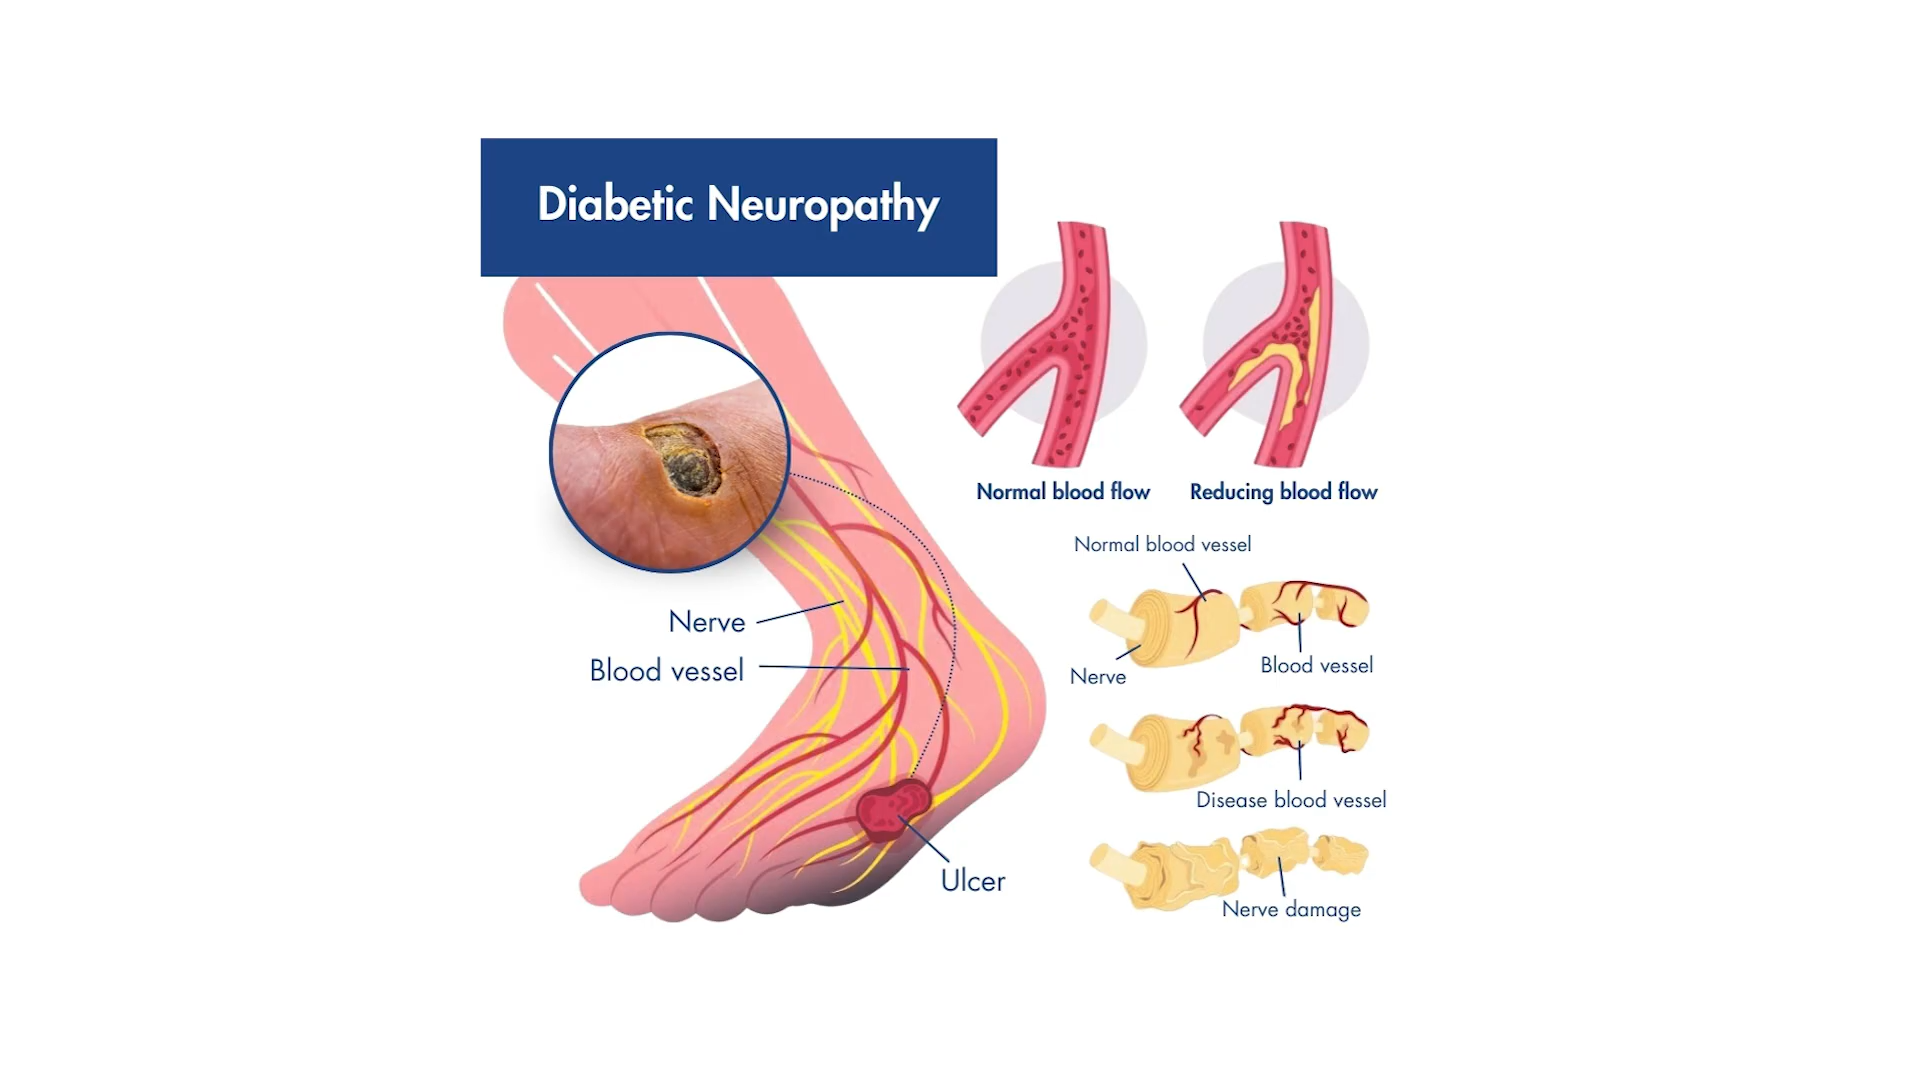 Diabetic Neuropathy
Normal blood flow
Reducing blood flow
Normal blood vessel
Nerve
Blood vessel
Nerve
Blood vessel
Disease blood vessel
Ulcer
Nerve damage